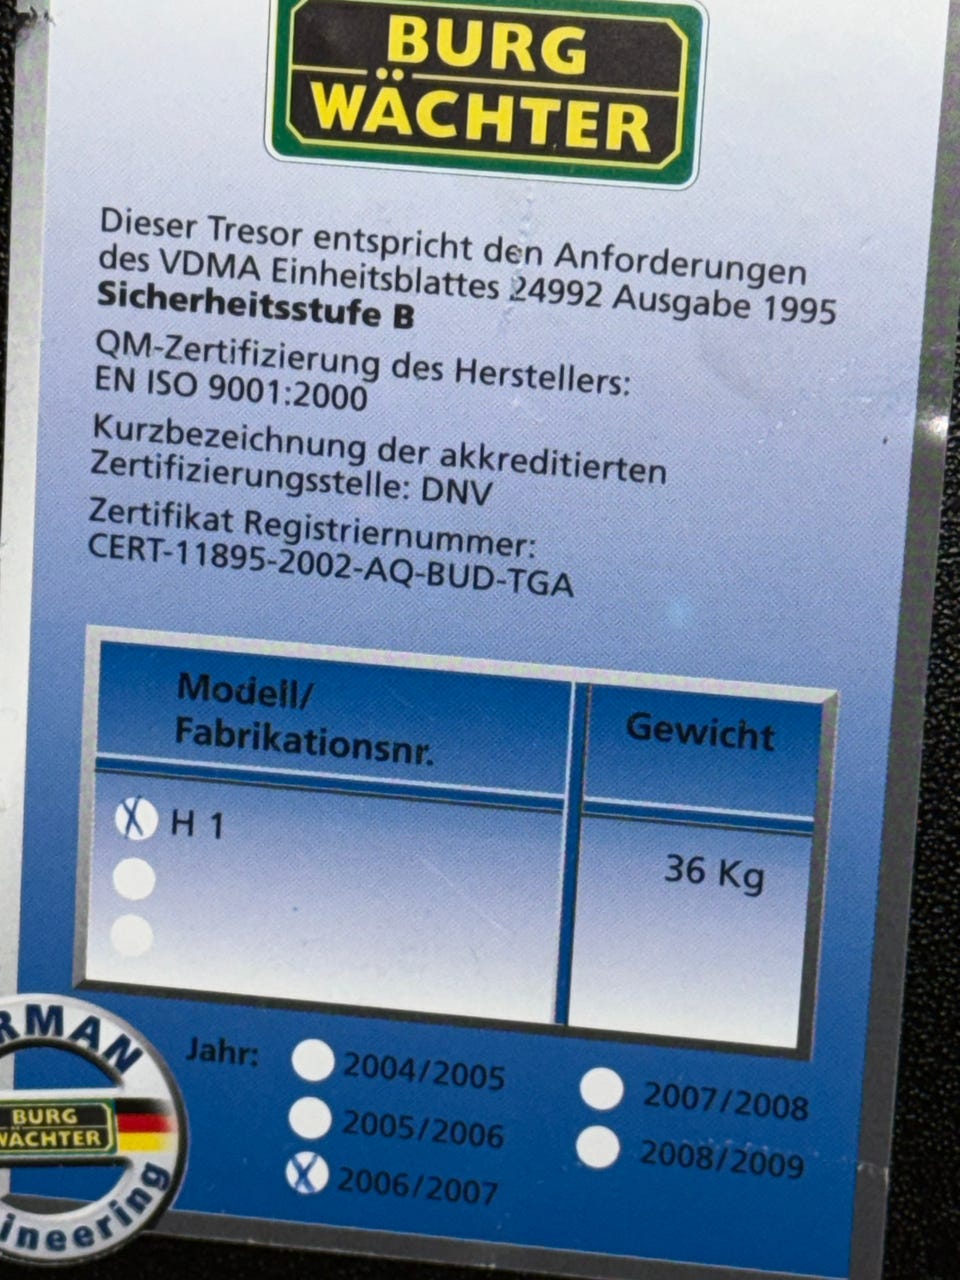 BURG
WÄCHTER
Dieser Tresor entspricht den Anforderungen
des VDMA Einheitsblattes 24992 Ausgabe 1995
Sicherheitsstufe B
QM-Zertifizierung des Herstellers:
EN ISO 9001:2000
Kurzbezeichnung der akkreditierten
Zertifizierungsstelle: DNV
Zertifikat Registriernummer:
CERT-11895-2002-AQ-BUD-TGA
Modell/
Fabrikationsnr.
Gewicht
X H 1
36 Kg
Jahr:
2004/2005
2005/2006
X 2006/2007
2007/2008
2008/2009
RMAN
BURG
WÄCHTER
ineering